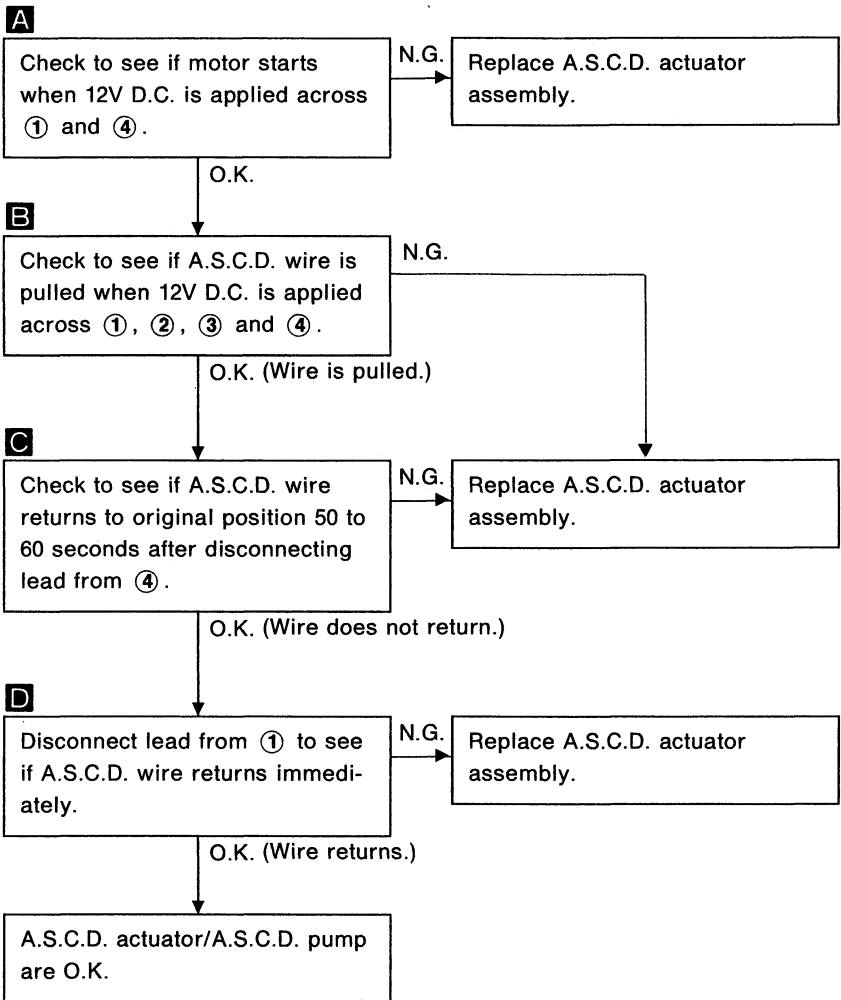 A
Check to see if motor starts
when 12V D.C. is applied across
① and ④.
N.G.
Replace A.S.C.D. actuator
assembly.
O.K.
B
Check to see if A.S.C.D. wire is
pulled when 12V D.C. is applied
across ①, ②, ③ and ④.
N.G.
O.K. (Wire is pulled.)
C
Check to see if A.S.C.D. wire
returns to original position 50 to
60 seconds after disconnecting
lead from ④.
N.G.
Replace A.S.C.D. actuator
assembly.
O.K. (Wire does not return.)
D
Disconnect lead from ① to see
if A.S.C.D. wire returns immedi-
ately.
N.G.
Replace A.S.C.D. actuator
assembly.
O.K. (Wire returns.)
A.S.C.D. actuator/A.S.C.D. pump
are O.K.